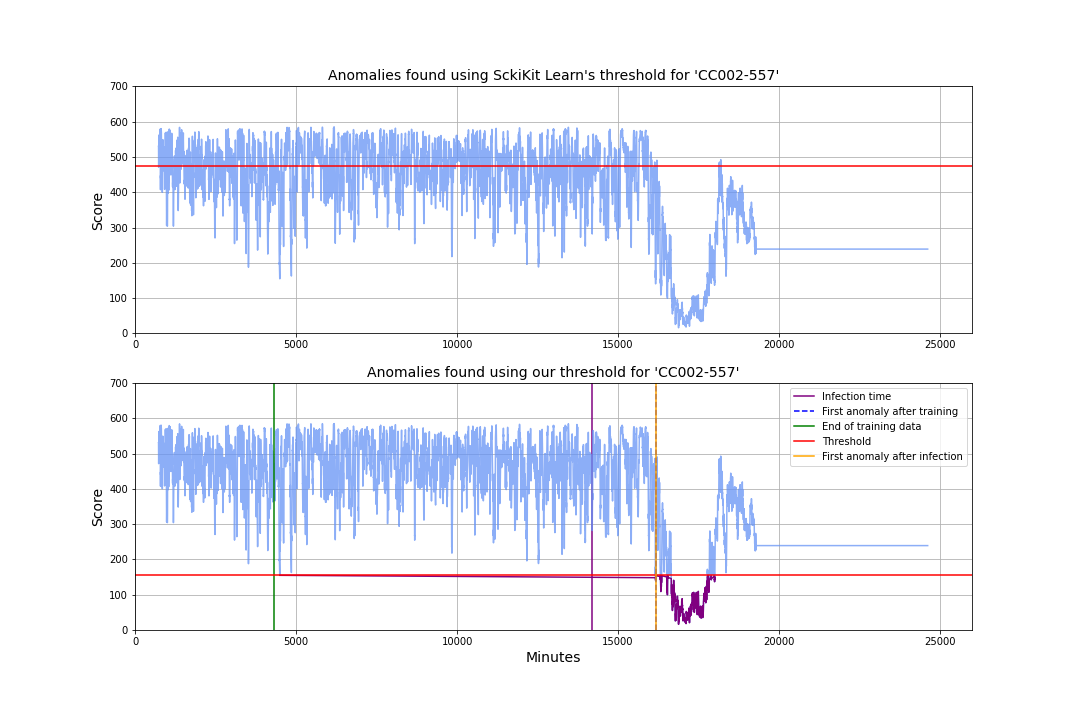 Anomalies found using SckiKit Learn's threshold for 'CC002-557'
700
600
500
400
300
200
100
0
Score
0 5000 10000 15000 20000 25000
Anomalies found using our threshold for 'CC002-557'
700
600
500
400
300
200
100
0
Score
Infection time
First anomaly after training
End of training data
Threshold
First anomaly after infection
0 5000 10000 15000 20000 25000
Minutes